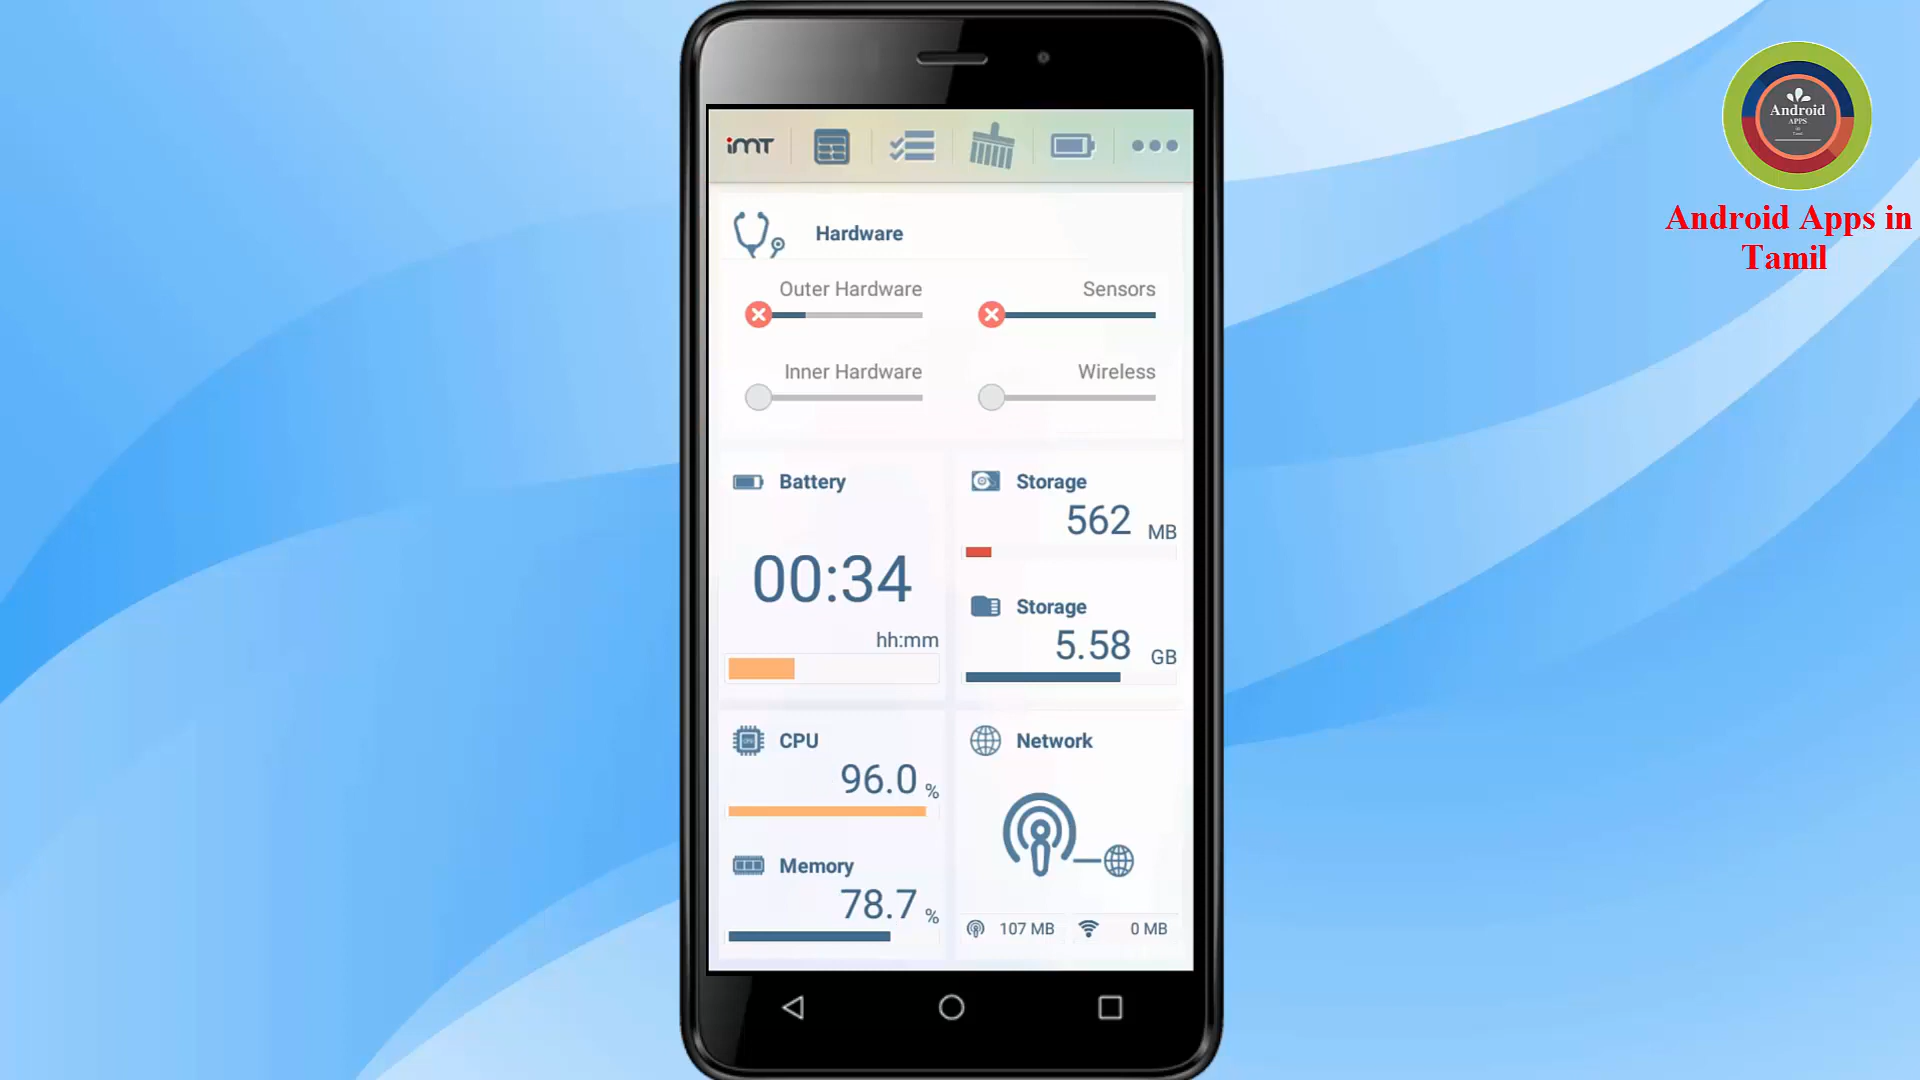 iMT
Hardware
Outer Hardware
Sensors
Inner Hardware
Wireless
Battery
00:34
hh:mm
Storage
562 MB
Storage
5.58 GB
CPU
96.0 %
Memory
78.7 %
Network
107 MB
0 MB
Android
APPS
Android Apps in
Tamil